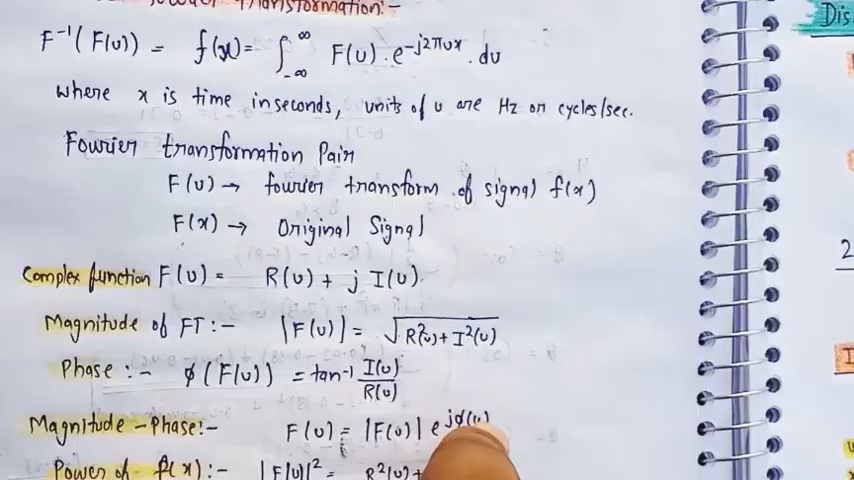 Transformation:-
F⁻¹(F(u)) = f(x) = ∫₋∞^∞ F(u) . e^-j2πux . du
where x is time in seconds, units of u are Hz or cycles/sec.
Fourier transformation Pair
F(u) → fourier transform of signal f(x)
F(x) → Original Signal
Complex function F(u) = R(u) + j I(u).
Magnitude of FT :- |F(u)| = √R²(u) + I²(u)
Phase :- φ(F(u)) = tan⁻¹ I(u)/R(u)
Magnitude-Phase:- F(u) = |F(u)| e^jφ(u)
Power of f(x) :- |F(u)|² = R²(u) +
Dis
2
I